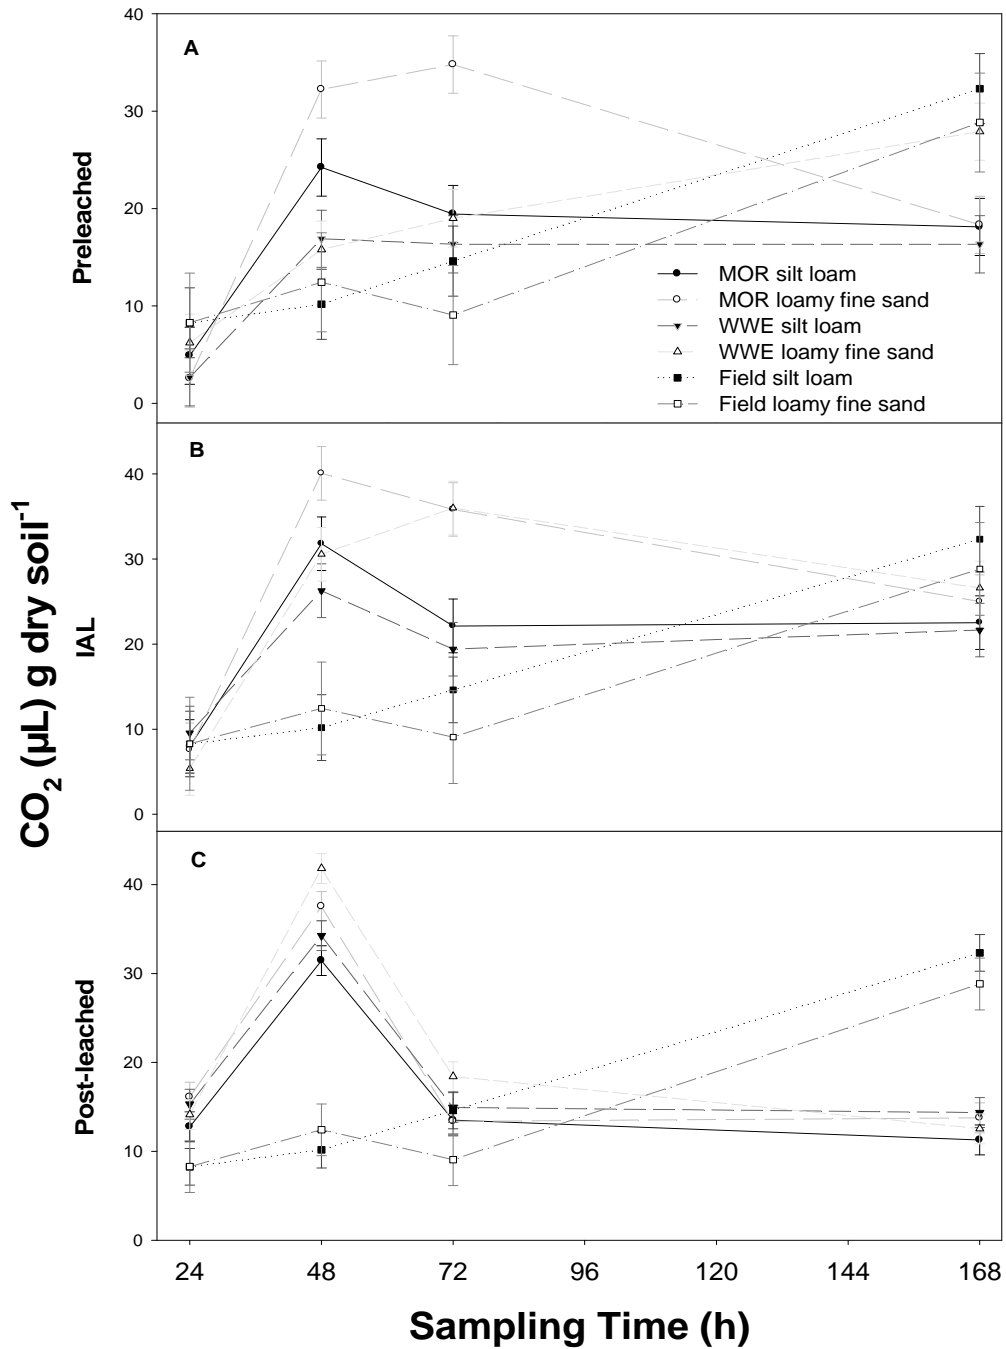 40
A
30
Preleached
20
10
0
MOR silt loam
MOR loamy fine sand
WWE silt loam
WWE loamy fine sand
Field silt loam
Field loamy fine sand
B
40
30
IAL
20
10
0
CO2 (µL) g dry soil-1
C
40
30
Post-leached
20
10
0
24 48 72 96 120 144 168
Sampling Time (h)